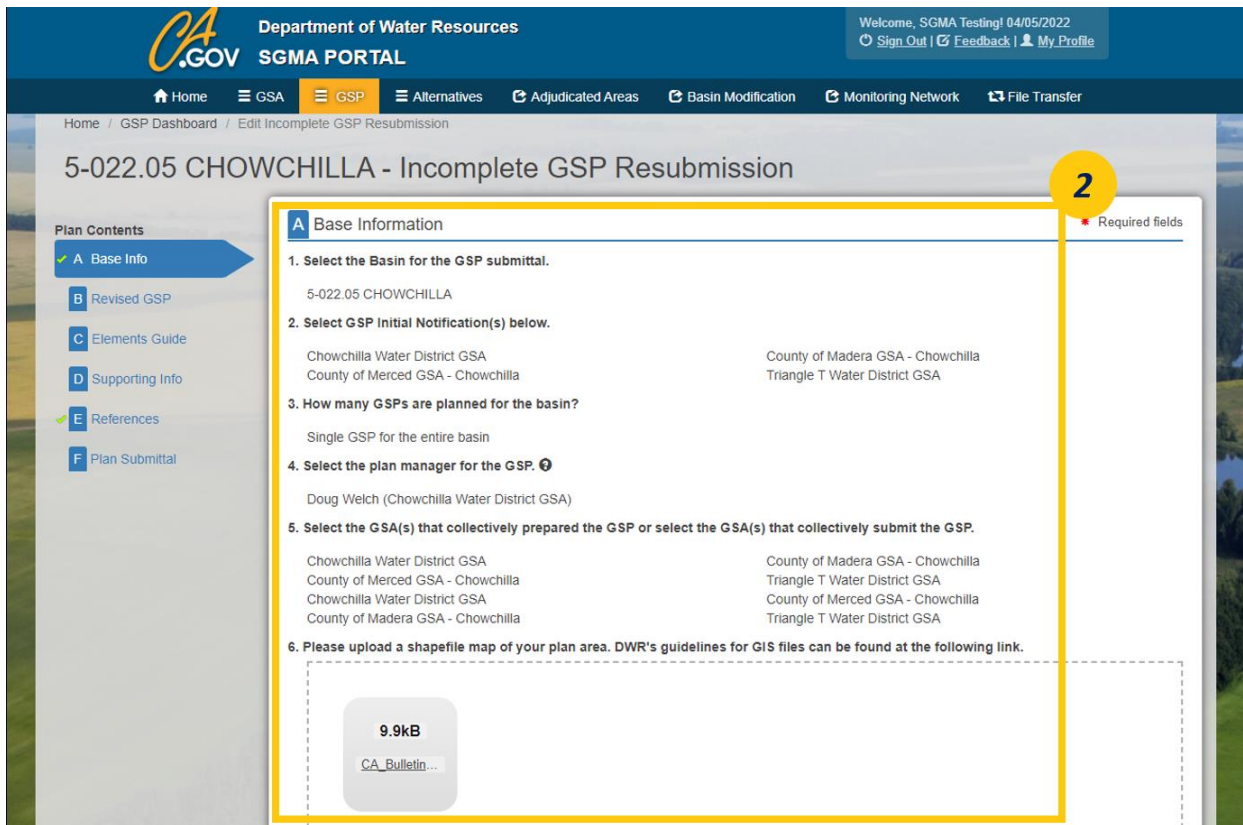 CA.GOV
Department of Water Resources
SGMA PORTAL
Welcome, SGMA Testing! 04/05/2022
Sign Out | Feedback | My Profile
Home GSA GSP Alternatives Adjudicated Areas Basin Modification Monitoring Network File Transfer
Home / GSP Dashboard / Edit Incomplete GSP Resubmission
5-022.05 CHOWCHILLA - Incomplete GSP Resubmission
2
Plan Contents
A Base Info
B Revised GSP
C Elements Guide
D Supporting Info
E References
F Plan Submittal
A Base Information
* Required fields
1. Select the Basin for the GSP submittal.
5-022.05 CHOWCHILLA
2. Select GSP Initial Notification(s) below.
Chowchilla Water District GSA County of Madera GSA - Chowchilla
County of Merced GSA - Chowchilla Triangle T Water District GSA
3. How many GSPs are planned for the basin?
Single GSP for the entire basin
4. Select the plan manager for the GSP. ?
Doug Welch (Chowchilla Water District GSA)
5. Select the GSA(s) that collectively prepared the GSP or select the GSA(s) that collectively submit the GSP.
Chowchilla Water District GSA County of Madera GSA - Chowchilla
County of Merced GSA - Chowchilla Triangle T Water District GSA
Chowchilla Water District GSA County of Merced GSA - Chowchilla
County of Madera GSA - Chowchilla Triangle T Water District GSA
6. Please upload a shapefile map of your plan area. DWR's guidelines for GIS files can be found at the following link.
9.9kB
CA_Bulletin...